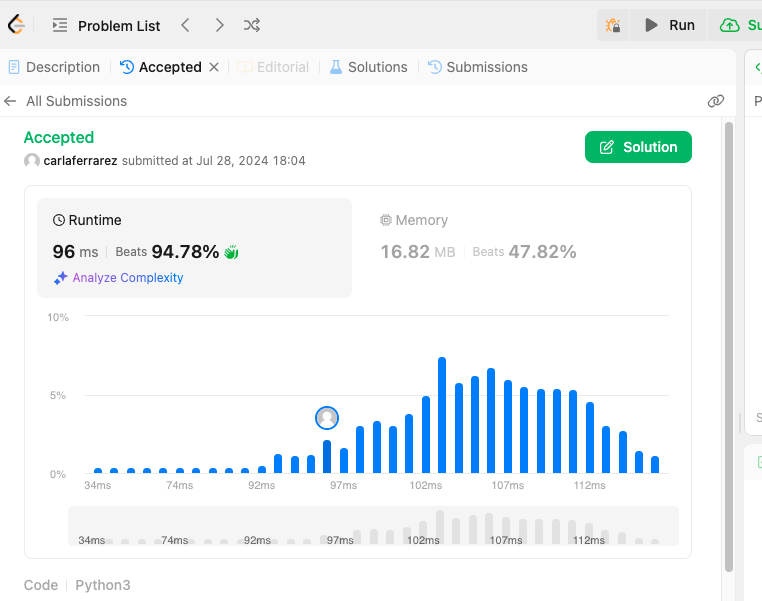 Problem List
Run
Su
Description
Accepted
Editorial
Solutions
Submissions
All Submissions
P
Accepted
carlaferrarez submitted at Jul 28, 2024 18:04
Solution
Runtime
Memory
96 ms | Beats 94.78%
16.82 MB | Beats 47.82%
Analyze Complexity
10%
5%
0%
34ms 74ms 92ms 97ms 102ms 107ms 112ms
S
34ms 74ms 92ms 97ms 102ms 107ms 112ms
Code | Python3